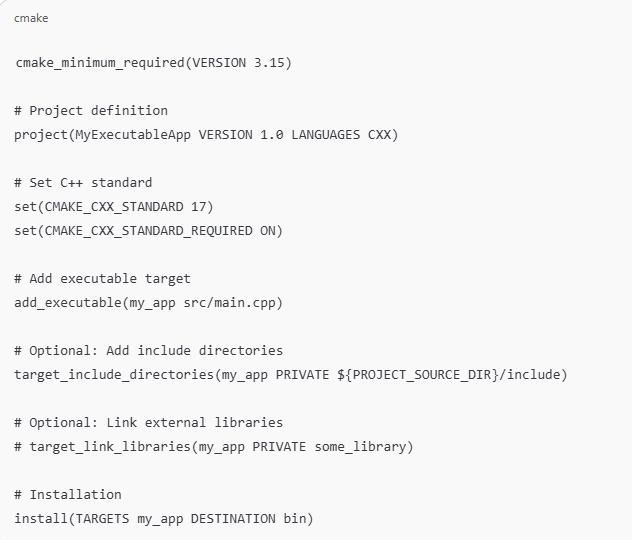 cmake
cmake_minimum_required(VERSION 3.15)
# Project definition
project(MyExecutableApp VERSION 1.0 LANGUAGES CXX)
# Set C++ standard
set(CMAKE_CXX_STANDARD 17)
set(CMAKE_CXX_STANDARD_REQUIRED ON)
# Add executable target
add_executable(my_app src/main.cpp)
# Optional: Add include directories
target_include_directories(my_app PRIVATE ${PROJECT_SOURCE_DIR}/include)
# Optional: Link external libraries
# target_link_libraries(my_app PRIVATE some_library)
# Installation
install(TARGETS my_app DESTINATION bin)